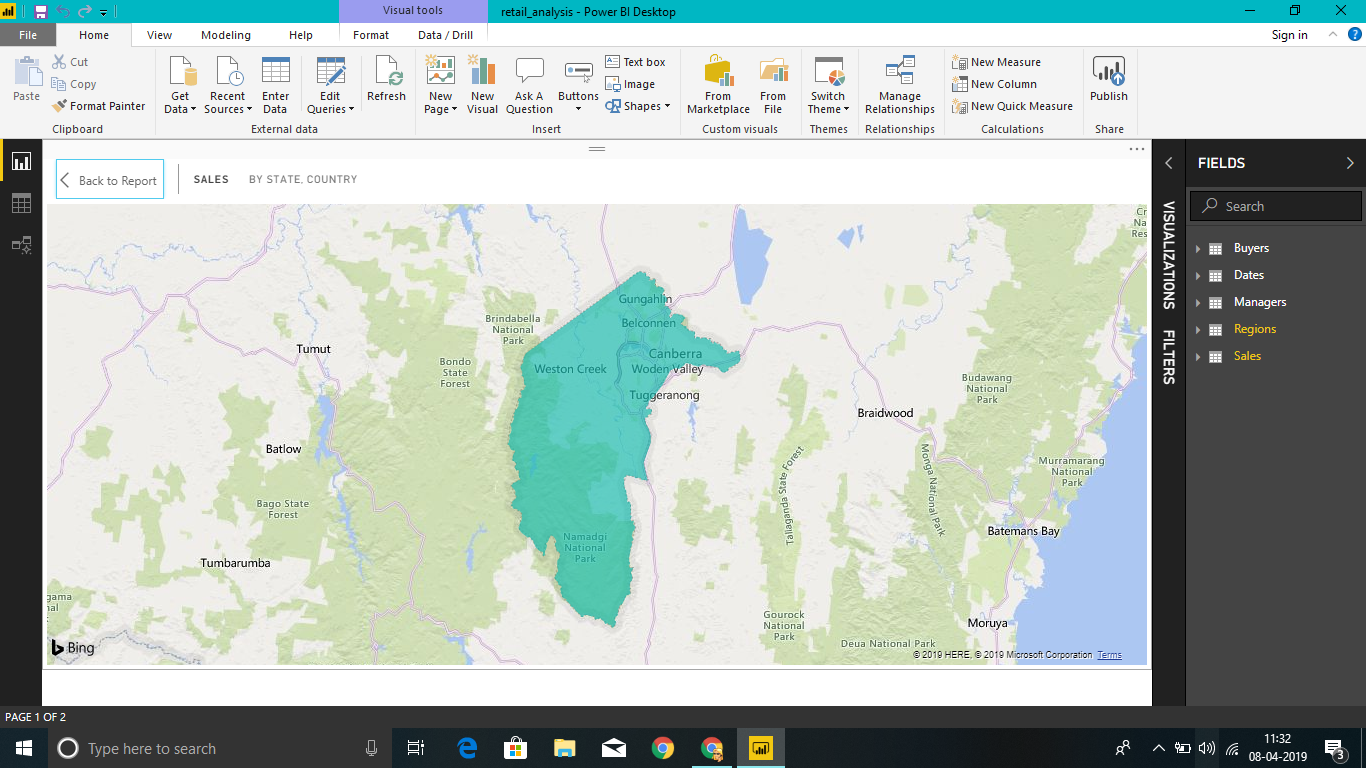 Visual tools
retail_analysis - Power BI Desktop
File Home View Modeling Help Format Data / Drill Sign in
Paste
Cut
Copy
Format Painter
Clipboard
Get Data
Recent Sources
Enter Data
External data
Edit Queries
Refresh
New Page
New Visual
Ask A Question
Buttons
Text box
Image
Shapes
Insert
From Marketplace
From File
Custom visuals
Switch Theme
Themes
Manage Relationships
Relationships
New Measure
New Column
New Quick Measure
Calculations
Publish
Share
Back to Report
SALES BY STATE, COUNTRY
Gungahlin
Belconnen
Brindabella
National
Park
Tumut
Canberra
Weston Creek
Woden Valley
Bondo
State
Forest
Tuggeranong
Budawang
National
Park
Braidwood
Batlow
Tallaganda State Forest
Monga National Park
Murramarang
National
Park
Bago State
Forest
Batemans Bay
Namadgi
National
Park
Tumbarumba
Gourock
National
Park
Moruya
Deua National Park
Cr
Na
Res
gama
nal
k
Bing
© 2019 HERE, © 2019 Microsoft Corporation Terms
VISUALIZATIONS
FILTERS
FIELDS
Search
Buyers
Dates
Managers
Regions
Sales
PAGE 1 OF 2
Type here to search
11:32
08-04-2019
3